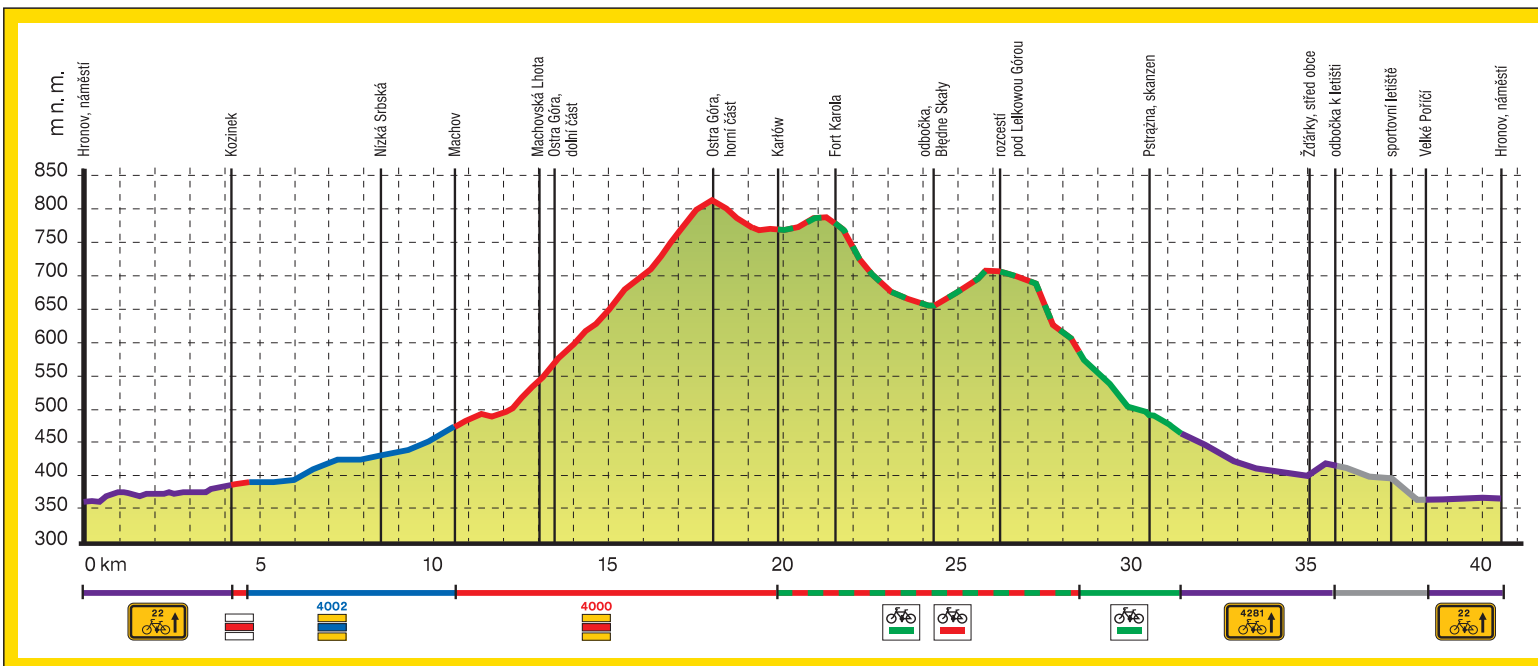 m n. m.
Hronov, náměstí
Kozinek
Nízká Srbská
Machov
Machovská Lhota
Ostra Góra,
dolní část
Ostra Góra,
horní část
Karłów
Fort Karola
odbočka,
Błędne Skały
rozcestí
pod Lelkowou Górou
Pstrążna, skanzen
Žďárky, střed obce
odbočka k letišti
sportovní letiště
Velké Poříčí
Hronov, náměstí
850
800
750
700
650
600
550
500
450
400
350
300
0 km 5 10 15 20 25 30 35 40
22
4002
4000
4281
22